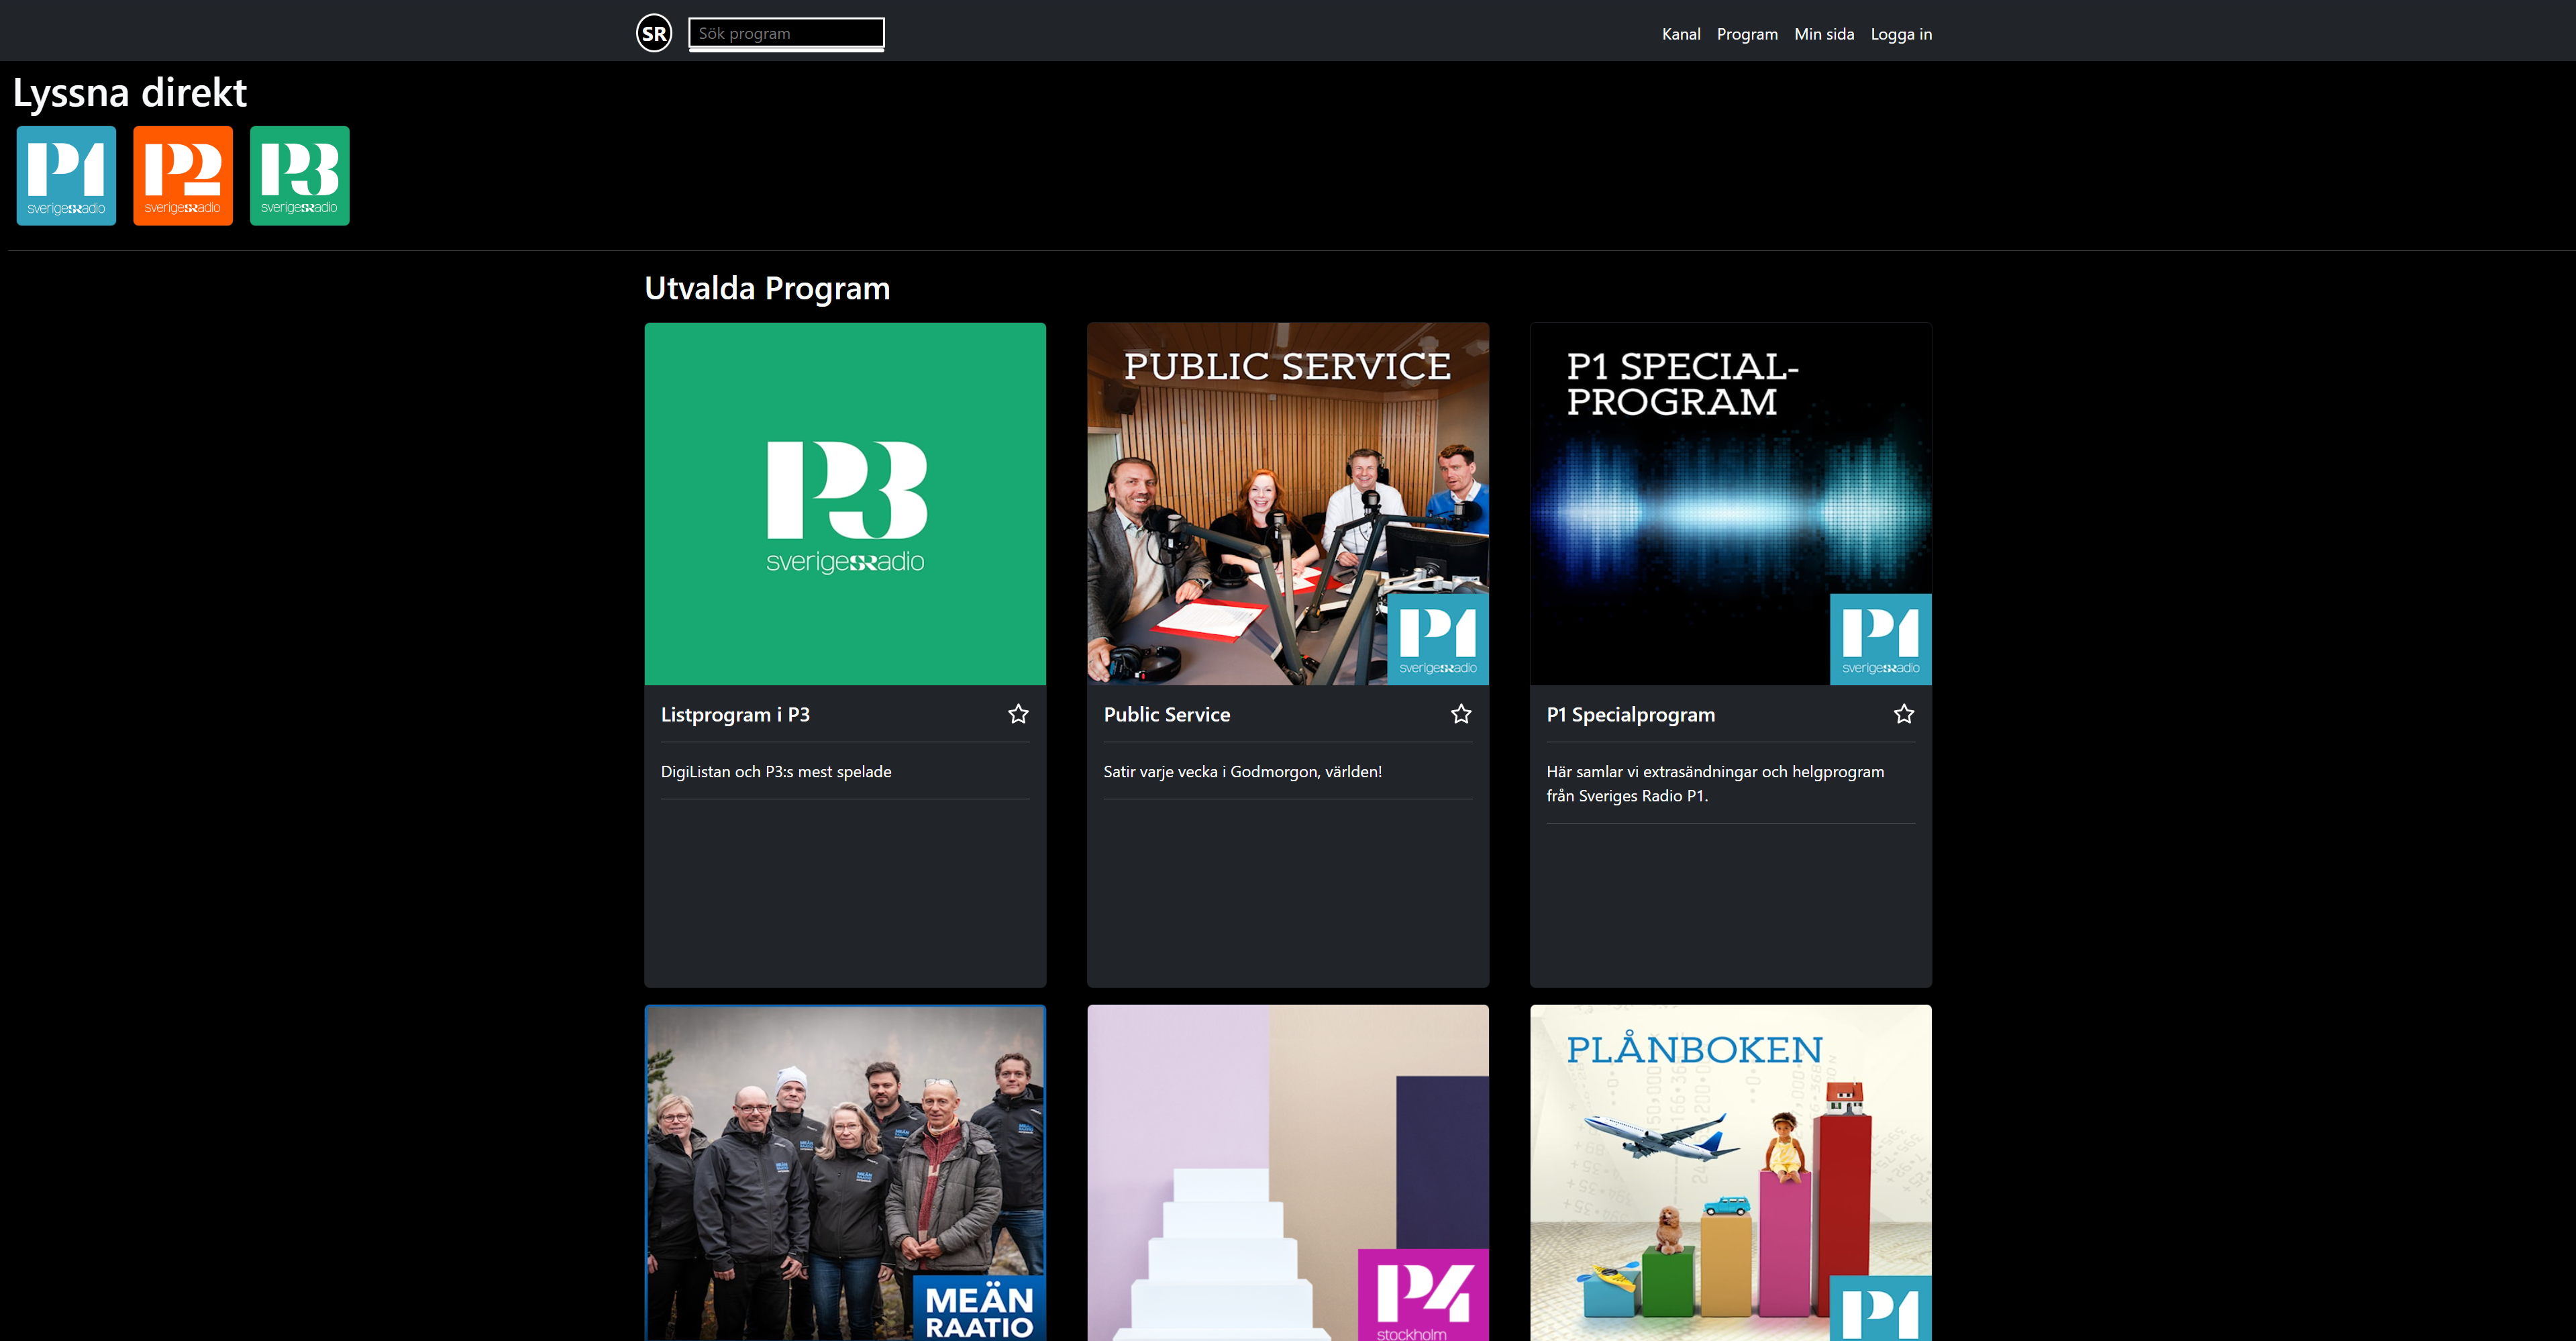 SR
Sök program
Kanal
Program
Min sida
Logga in
Lyssna direkt
P1
sverigesRadio
P2
sverigesRadio
P3
sverigesRadio
Utvalda Program
P3
sverigesRadio
PUBLIC SERVICE
P1
sverigesRadio
P1 SPECIAL-
PROGRAM
P1
sverigesRadio
Listprogram i P3
DigiListan och P3:s mest spelade
Public Service
Satir varje vecka i Godmorgon, världen!
P1 Specialprogram
Här samlar vi extrasändningar och helgprogram
från Sveriges Radio P1.
MEÄN
RAATIO
P4
stockholm
PLÅNBOKEN
P1